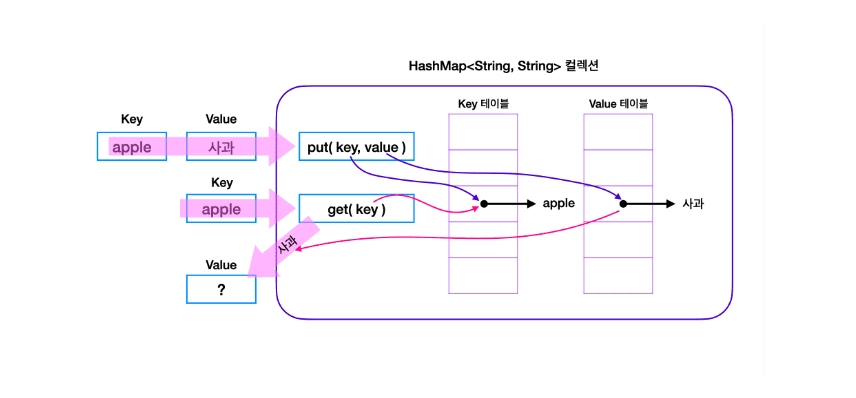 HashMap<String, String> 컬렉션
Key 테이블
Value 테이블
Key
Value
apple
사과
put( key, value )
Key
apple
get( key )
apple
사과
사과
Value
?